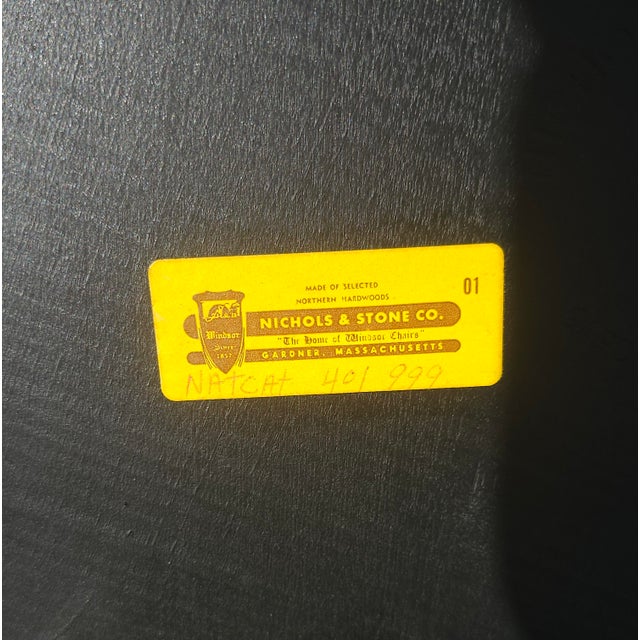 MADE OF SELECTED
NORTHERN HARDWOODS
01
NICHOLS & STONE CO.
"The Home of Windsor Chairs"
GARDNER, MASSACHUSETTS
Windsor
Since
1857
NATCAT 401 999